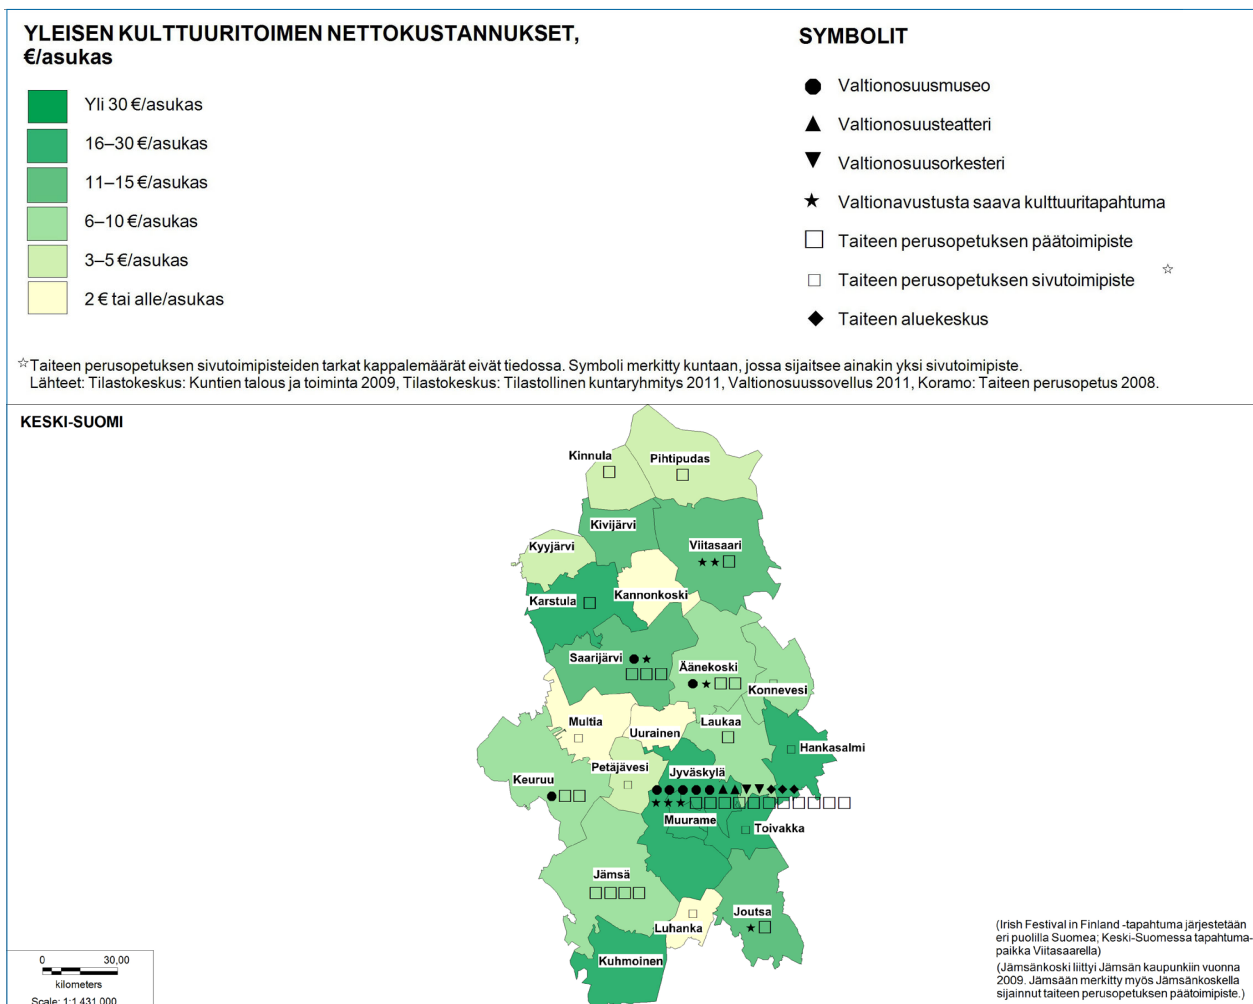 YLEISEN KULTTUURITOIMEN NETTOKUSTANNUKSET,
€/asukas
Yli 30 €/asukas
16–30 €/asukas
11–15 €/asukas
6–10 €/asukas
3–5 €/asukas
2 € tai alle/asukas
SYMBOLIT
Valtionosuusmuseo
Valtionosuusteatteri
Valtionosuusorkesteri
Valtionavustusta saava kulttuuritapahtuma
Taiteen perusopetuksen päätoimipiste
Taiteen perusopetuksen sivutoimipiste ☆
Taiteen aluekeskus
☆Taiteen perusopetuksen sivutoimipisteiden tarkat kappalemäärät eivät tiedossa. Symboli merkitty kuntaan, jossa sijaitsee ainakin yksi sivutoimipiste.
Lähteet: Tilastokeskus: Kuntien talous ja toiminta 2009, Tilastokeskus: Tilastollinen kuntaryhmitys 2011, Valtionosuussovellus 2011, Koramo: Taiteen perusopetus 2008.
KESKI-SUOMI
Kinnula
Pihtipudas
Kivijärvi
Kyyjärvi
Viitasaari
Kannonkoski
Karstula
Saarijärvi
Äänekoski
Konnevesi
Multia
Uurainen
Laukaa
Hankasalmi
Petäjävesi
Jyväskylä
Keuruu
Muurame
Toivakka
Jämsä
Joutsa
Luhanka
Kuhmoinen
(Irish Festival in Finland -tapahtuma järjestetään
eri puolilla Suomea; Keski-Suomessa tapahtuma-
paikka Viitasaarella)
(Jämsänkoski liittyi Jämsän kaupunkiin vuonna
2009. Jämsään merkitty myös Jämsänkoskella
sijainnut taiteen perusopetuksen päätoimipiste.)
0 30,00
kilometers
Scale: 1:1 431 000